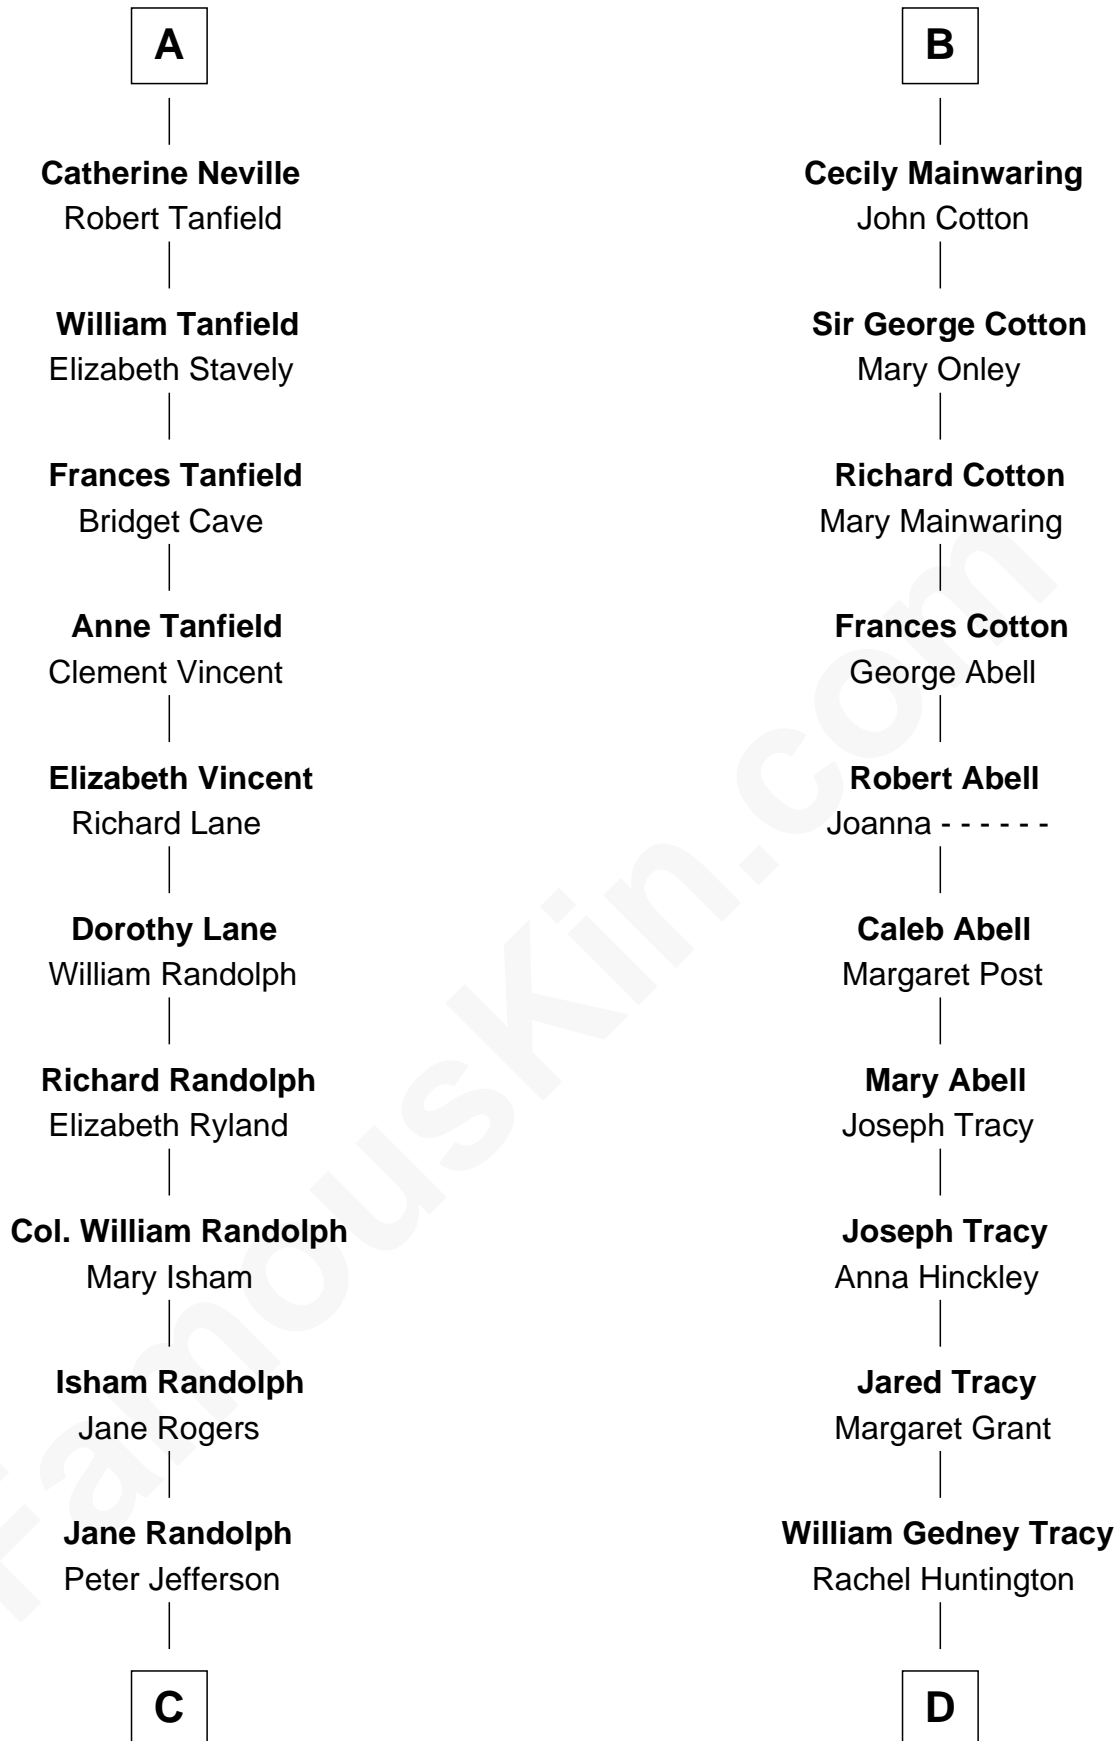 A
Catherine Neville
Robert Tanfield
William Tanfield
Elizabeth Stavely
Frances Tanfield
Bridget Cave
Anne Tanfield
Clement Vincent
Elizabeth Vincent
Richard Lane
Dorothy Lane
William Randolph
Richard Randolph
Elizabeth Ryland
Col. William Randolph
Mary Isham
Isham Randolph
Jane Rogers
Jane Randolph
Peter Jefferson
C
B
Cecily Mainwaring
John Cotton
Sir George Cotton
Mary Onley
Richard Cotton
Mary Mainwaring
Frances Cotton
George Abell
Robert Abell
Joanna - - - - - -
Caleb Abell
Margaret Post
Mary Abell
Joseph Tracy
Joseph Tracy
Anna Hinckley
Jared Tracy
Margaret Grant
William Gedney Tracy
Rachel Huntington
D
FamousKin.com